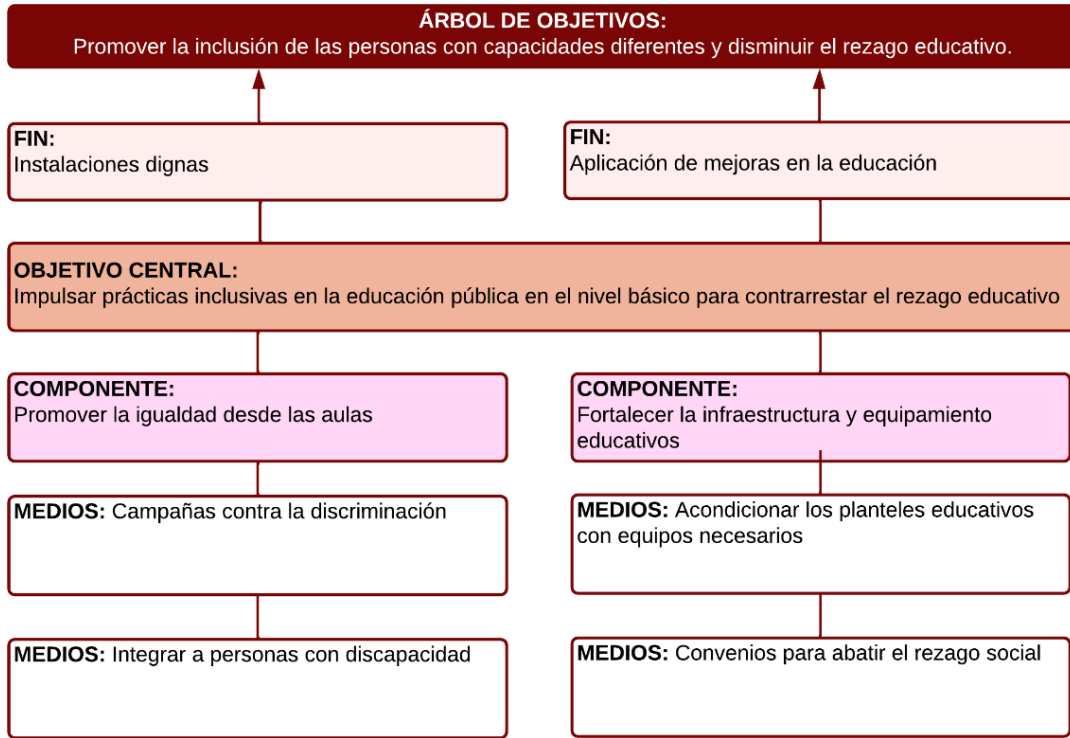 ÁRBOL DE OBJETIVOS:
Promover la inclusión de las personas con capacidades diferentes y disminuir el rezago educativo.
FIN:
Instalaciones dignas
FIN:
Aplicación de mejoras en la educación
OBJETIVO CENTRAL:
Impulsar prácticas inclusivas en la educación pública en el nivel básico para contrarrestar el rezago educativo
COMPONENTE:
Promover la igualdad desde las aulas
COMPONENTE:
Fortalecer la infraestructura y equipamiento
educativos
MEDIOS: Campañas contra la discriminación
MEDIOS: Acondicionar los planteles educativos
con equipos necesarios
MEDIOS: Integrar a personas con discapacidad
MEDIOS: Convenios para abatir el rezago social